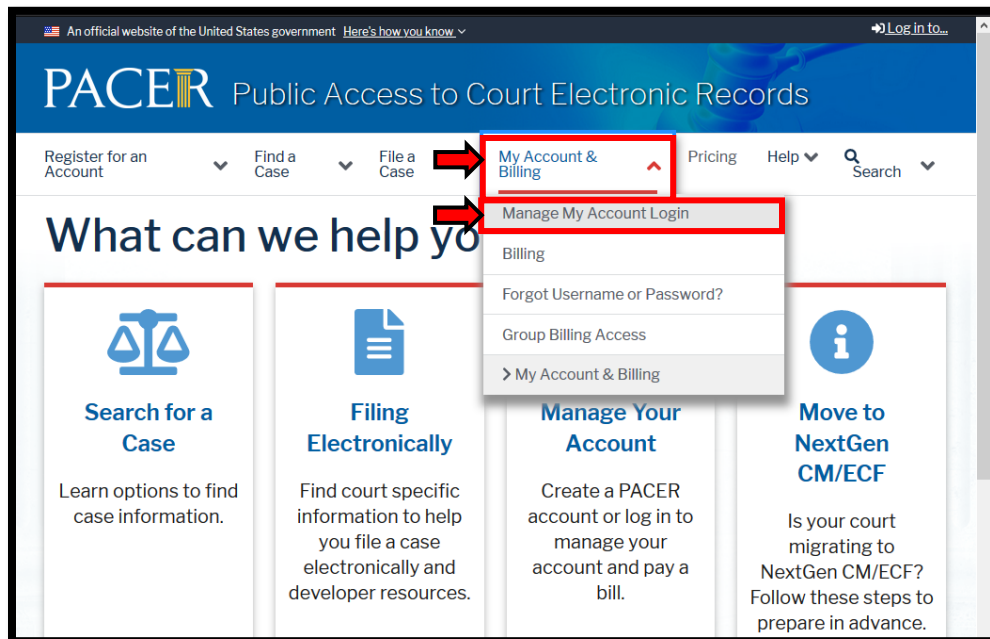 An official website of the United States government Here's how you know
Log in to...
PACER Public Access to Court Electronic Records
Register for an
Account
Find a
Case
File a
Case
My Account &
Billing
Pricing
Help
Search
What can we help yo
Manage My Account Login
Billing
Forgot Username or Password?
Group Billing Access
My Account & Billing
Search for a
Case
Learn options to find
case information.
Filing
Electronically
Find court specific
information to help
you file a case
electronically and
developer resources.
Manage Your
Account
Create a PACER
account or log in to
manage your
account and pay a
bill.
Move to
NextGen
CM/ECF
Is your court
migrating to
NextGen CM/ECF?
Follow these steps to
prepare in advance.